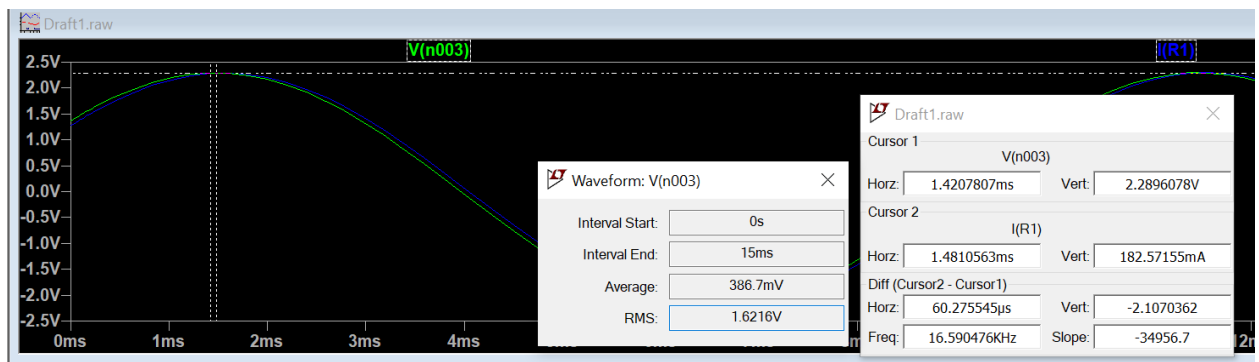 Draft1.raw
V(n003)
I(R1)
2.5V
2.0V
1.5V
1.0V
0.5V
0.0V
-0.5V
-1.0V
-1.5V
-2.0V
-2.5V
0ms 1ms 2ms 3ms 4ms
Waveform: V(n003)
Interval Start: 0s
Interval End: 15ms
Average: 386.7mV
RMS: 1.6216V
Draft1.raw
Cursor 1
V(n003)
Horz: 1.4207807ms Vert: 2.2896078V
Cursor 2
I(R1)
Horz: 1.4810563ms Vert: 182.57155mA
Diff (Cursor2 - Cursor1)
Horz: 60.275545µs Vert: -2.1070362
Freq: 16.590476KHz Slope: -34956.7